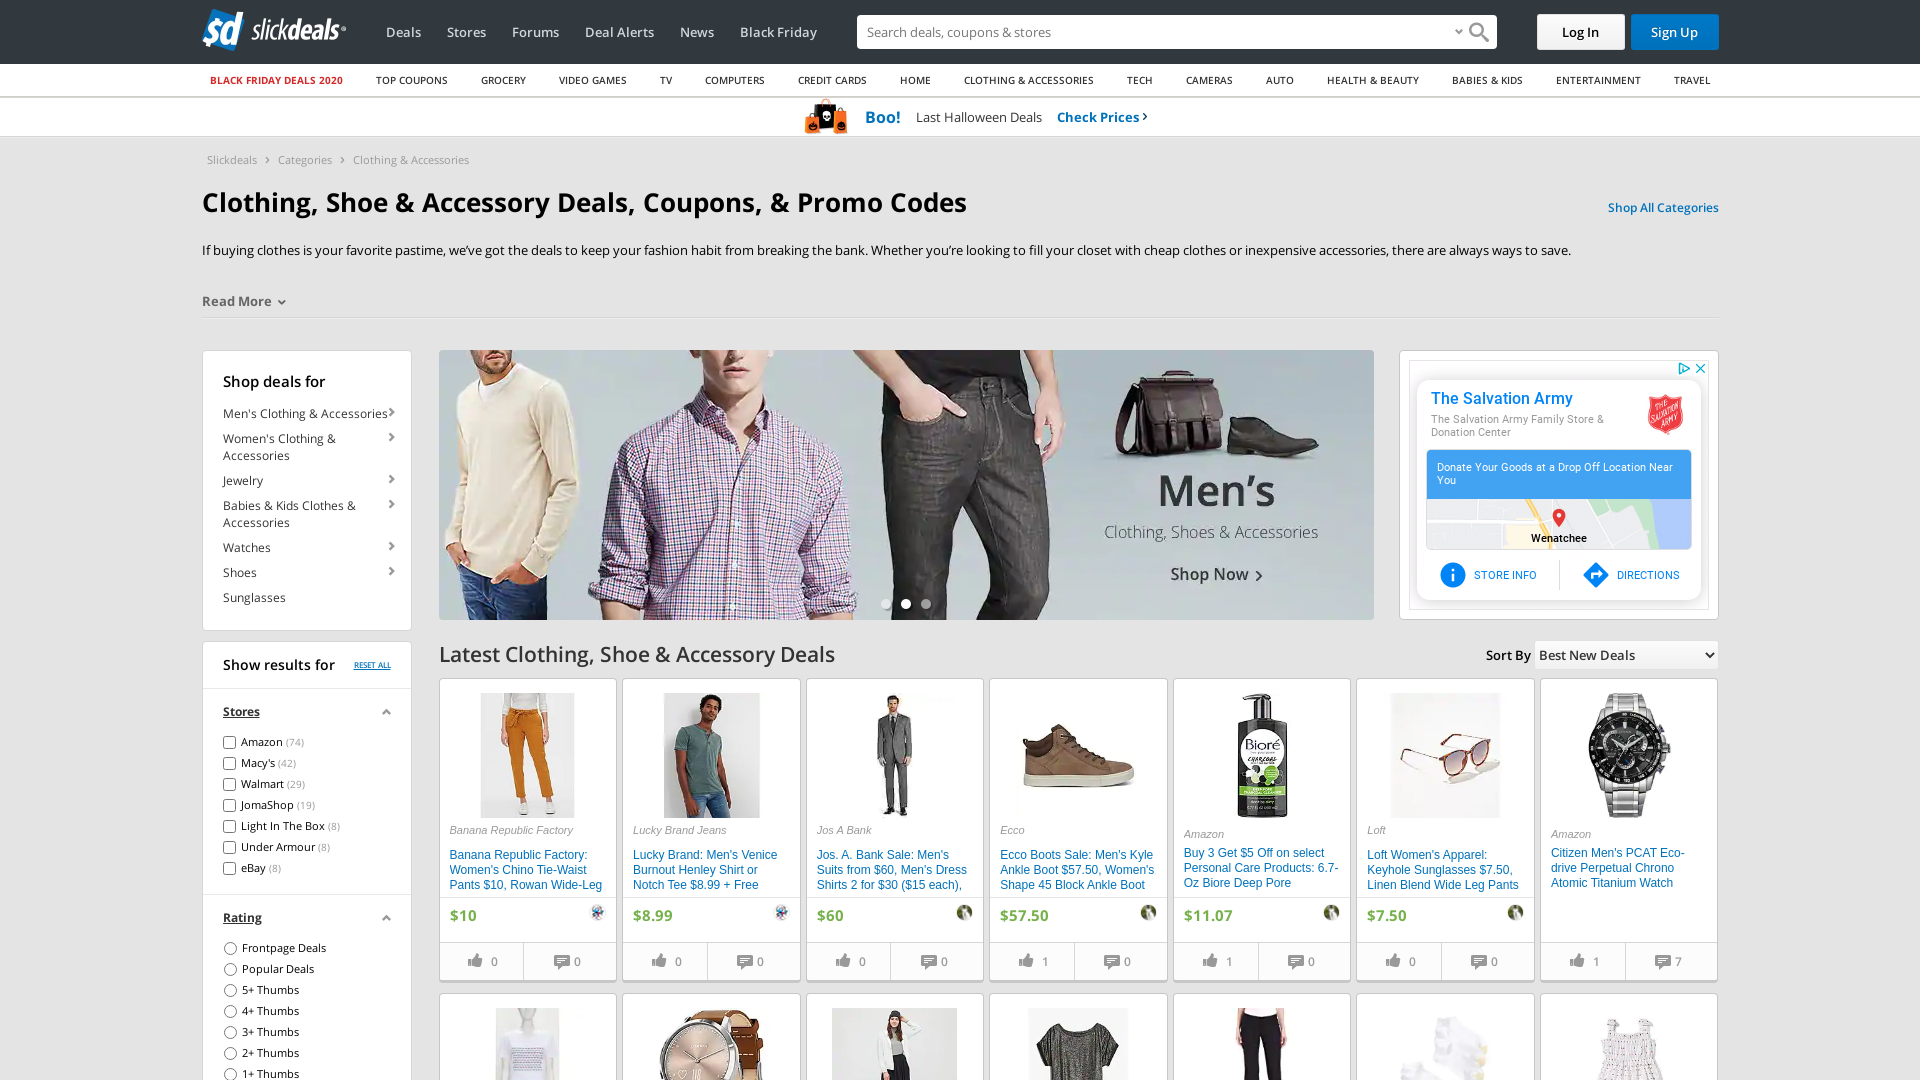 slickdeals
Deals
Stores
Forums
Deal Alerts
News
Black Friday
Search deals, coupons & stores
Log In
Sign Up
BLACK FRIDAY DEALS 2020
TOP COUPONS
GROCERY
VIDEO GAMES
TV
COMPUTERS
CREDIT CARDS
HOME
CLOTHING & ACCESSORIES
TECH
CAMERAS
AUTO
HEALTH & BEAUTY
BABIES & KIDS
ENTERTAINMENT
TRAVEL
Boo! Last Halloween Deals Check Prices
Slickdeals > Categories > Clothing & Accessories
Clothing, Shoe & Accessory Deals, Coupons, & Promo Codes
Shop All Categories
If buying clothes is your favorite pastime, we’ve got the deals to keep your fashion habit from breaking the bank. Whether you’re looking to fill your closet with cheap clothes or inexpensive accessories, there are always ways to save.
Read More
Shop deals for
Men's Clothing & Accessories
Women's Clothing &
Accessories
Jewelry
Babies & Kids Clothes &
Accessories
Watches
Shoes
Sunglasses
Men’s
Clothing, Shoes & Accessories
Shop Now
The Salvation Army
The Salvation Army Family Store &
Donation Center
THE SALVATION ARMY
Donate Your Goods at a Drop Off Location Near
You
Wenatchee
STORE INFO
DIRECTIONS
Show results for
RESET ALL
Stores
Amazon (74)
Macy's (42)
Walmart (29)
JomaShop (19)
Light In The Box (8)
Under Armour (8)
eBay (8)
Rating
Frontpage Deals
Popular Deals
5+ Thumbs
4+ Thumbs
3+ Thumbs
2+ Thumbs
1+ Thumbs
Latest Clothing, Shoe & Accessory Deals
Sort By Best New Deals
Banana Republic Factory
Banana Republic Factory:
Women's Chino Tie-Waist
Pants $10, Rowan Wide-Leg
$10
0
0
Lucky Brand Jeans
Lucky Brand: Men's Venice
Burnout Henley Shirt or
Notch Tee $8.99 + Free
$8.99
0
0
Jos A Bank
Jos. A. Bank Sale: Men's
Suits from $60, Men's Dress
Shirts 2 for $30 ($15 each),
$60
0
0
Ecco
Ecco Boots Sale: Men's Kyle
Ankle Boot $57.50, Women's
Shape 45 Block Ankle Boot
$57.50
1
0
Bioré
CHARCOAL
Amazon
Buy 3 Get $5 Off on select
Personal Care Products: 6.7-
Oz Biore Deep Pore
$11.07
1
0
Loft
Loft Women's Apparel:
Keyhole Sunglasses $7.50,
Linen Blend Wide Leg Pants
$7.50
0
0
Amazon
Citizen Men's PCAT Eco-
drive Perpetual Chrono
Atomic Titanium Watch
1
7